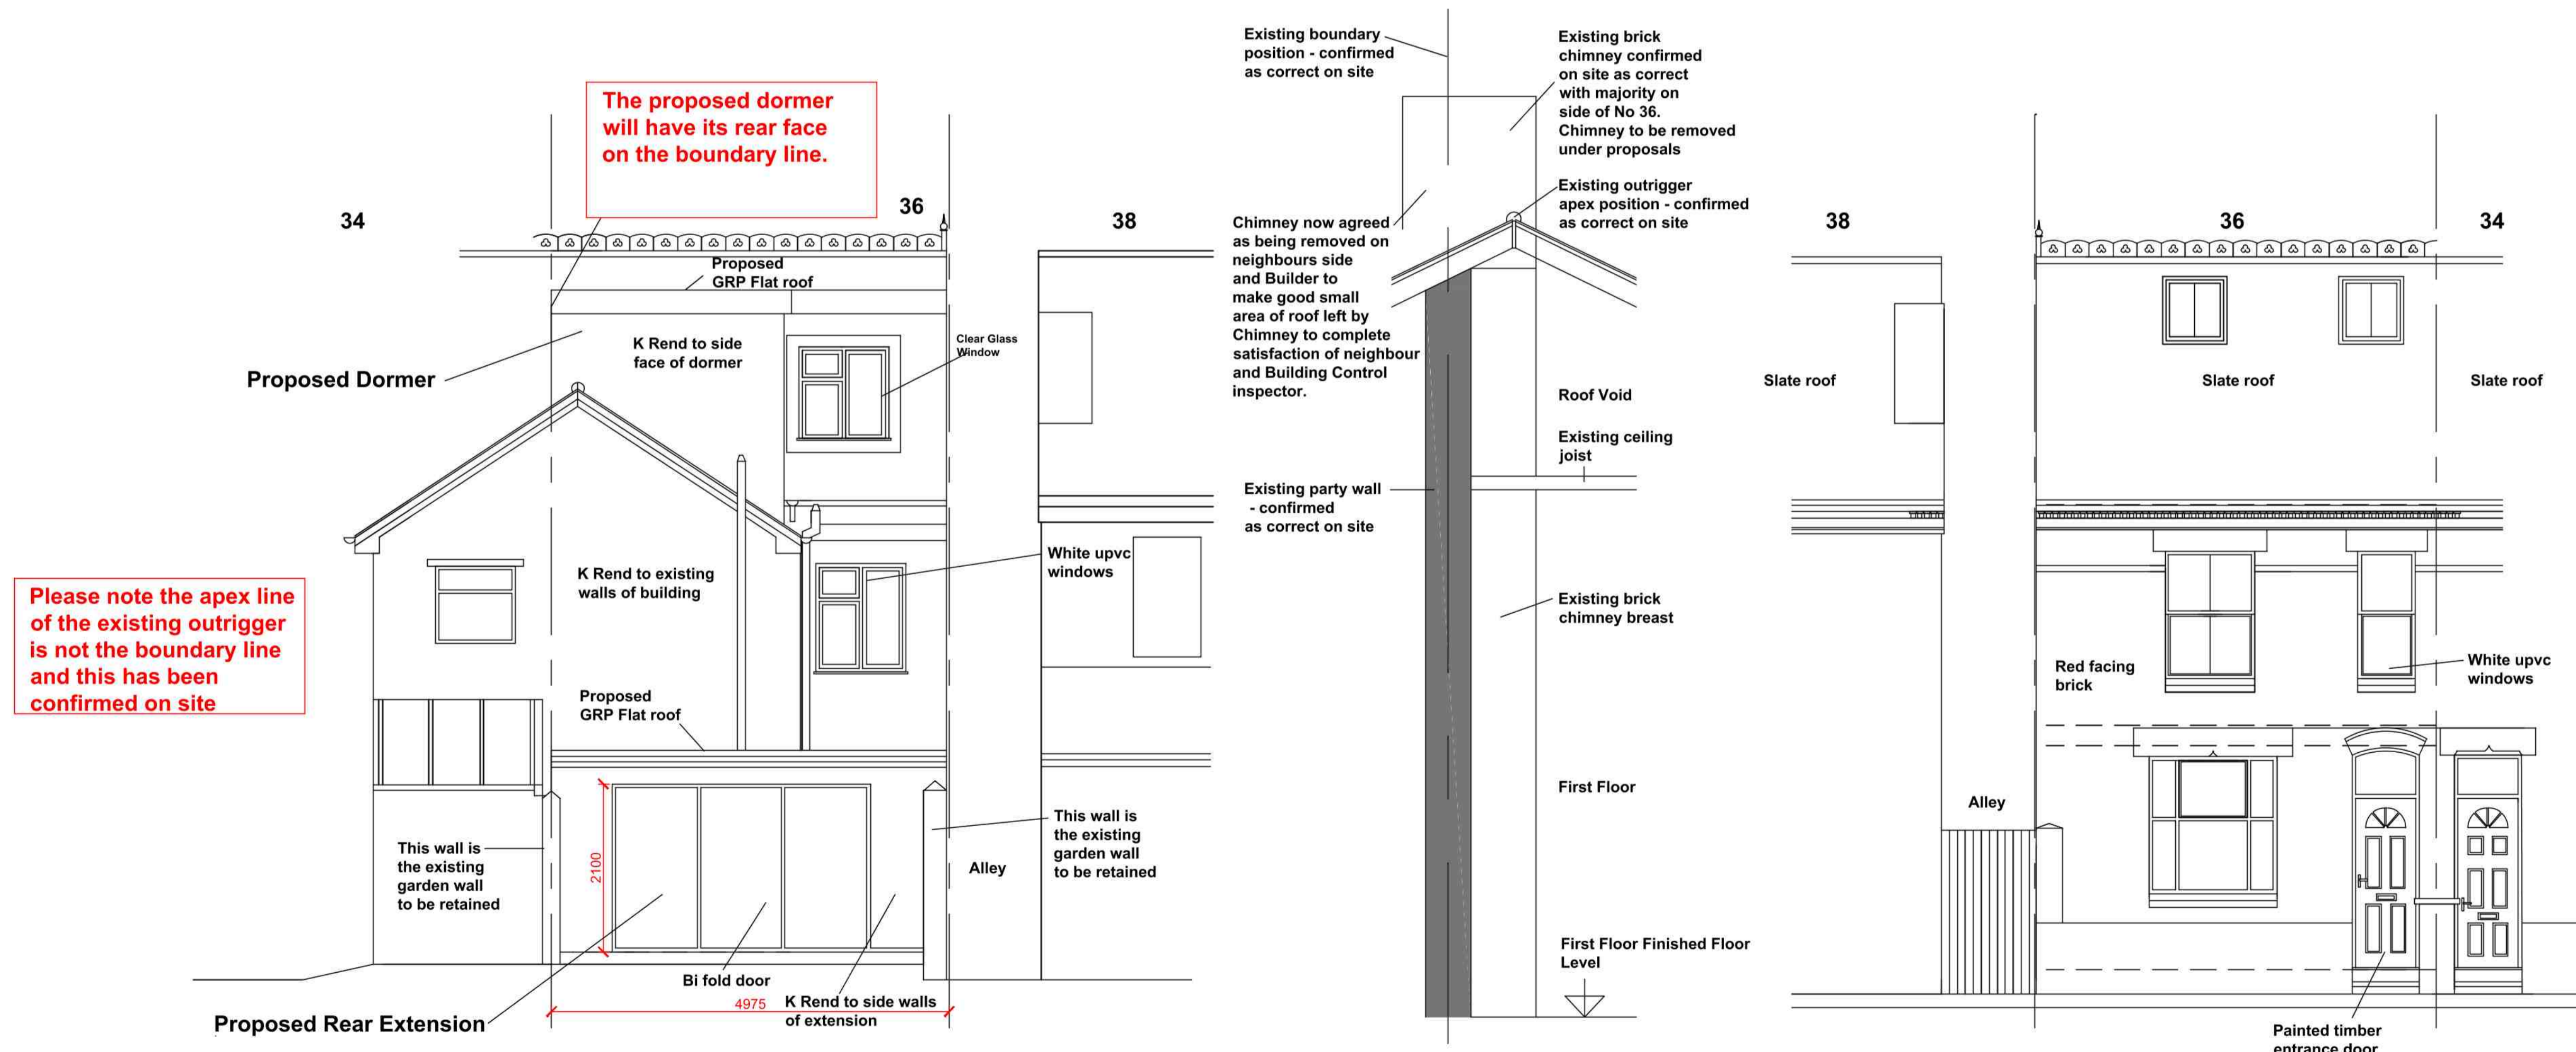 The proposed dormer
will have its rear face
on the boundary line.
34
36
38
Proposed
GRP Flat roof
K Rend to side
face of dormer
Clear Glass
Window
Proposed Dormer
K Rend to existing
walls of building
White upvc
windows
Please note the apex line
of the existing outrigger
is not the boundary line
and this has been
confirmed on site
Proposed
GRP Flat roof
This wall is
the existing
garden wall
to be retained
2100
Alley
This wall is
the existing
garden wall
to be retained
Bi fold door
4975
K Rend to side walls
of extension
Proposed Rear Extension
Existing boundary
position - confirmed
as correct on site
Existing brick
chimney confirmed
on site as correct
with majority on
side of No 36.
Chimney to be removed
under proposals
Existing outrigger
apex position - confirmed
as correct on site
Chimney now agreed
as being removed on
neighbours side
and Builder to
make good small
area of roof left by
Chimney to complete
satisfaction of neighbour
and Building Control
inspector.
Roof Void
Existing ceiling
joist
Existing party wall
- confirmed
as correct on site
Existing brick
chimney breast
First Floor
First Floor Finished Floor
Level
38
36
34
Slate roof
Slate roof
Slate roof
Red facing
brick
White upvc
windows
Alley
Painted timber
entrance door